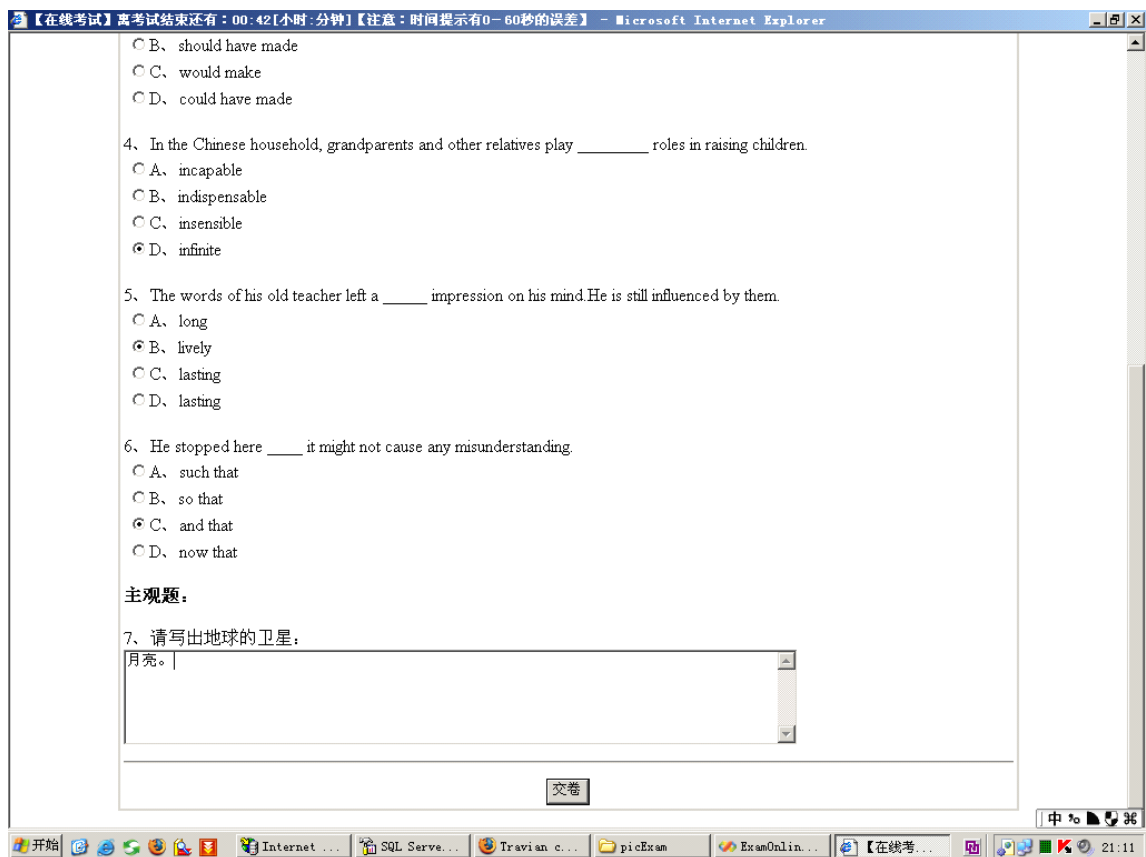 【在线考试】离考试结束还有：00:42[小时:分钟]【注意：时间提示有0－60秒的误差】 - Microsoft Internet Explorer
B、 should have made
C、 would make
D、 could have made
4、In the Chinese household, grandparents and other relatives play ________ roles in raising children.
A、 incapable
B、 indispensable
C、 insensible
D、 infinite
5、The words of his old teacher left a _____ impression on his mind.He is still influenced by them.
A、 long
B、 lively
C、 lasting
D、 lasting
6、He stopped here ____ it might not cause any misunderstanding.
A、 such that
B、 so that
C、 and that
D、 now that
主观题：
7、请写出地球的卫星：
月亮。
交卷
中
开始 Internet ... SQL Serve... Travian c... picExam ExamOnlin... 【在线考... 21:11